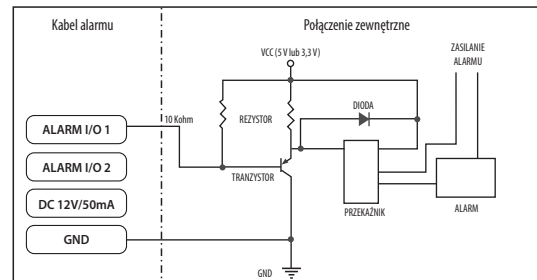 Kabel alarmu
Połączenie zewnętrzne
VCC (5 V lub 3,3 V)
ZASILANIE
ALARMU
DIODA
10 Kohm
REZYSTOR
ALARM I/O 1
ALARM I/O 2
TRANZYSTOR
DC 12V/50mA
PRZEKAŹNIK
ALARM
GND
GND